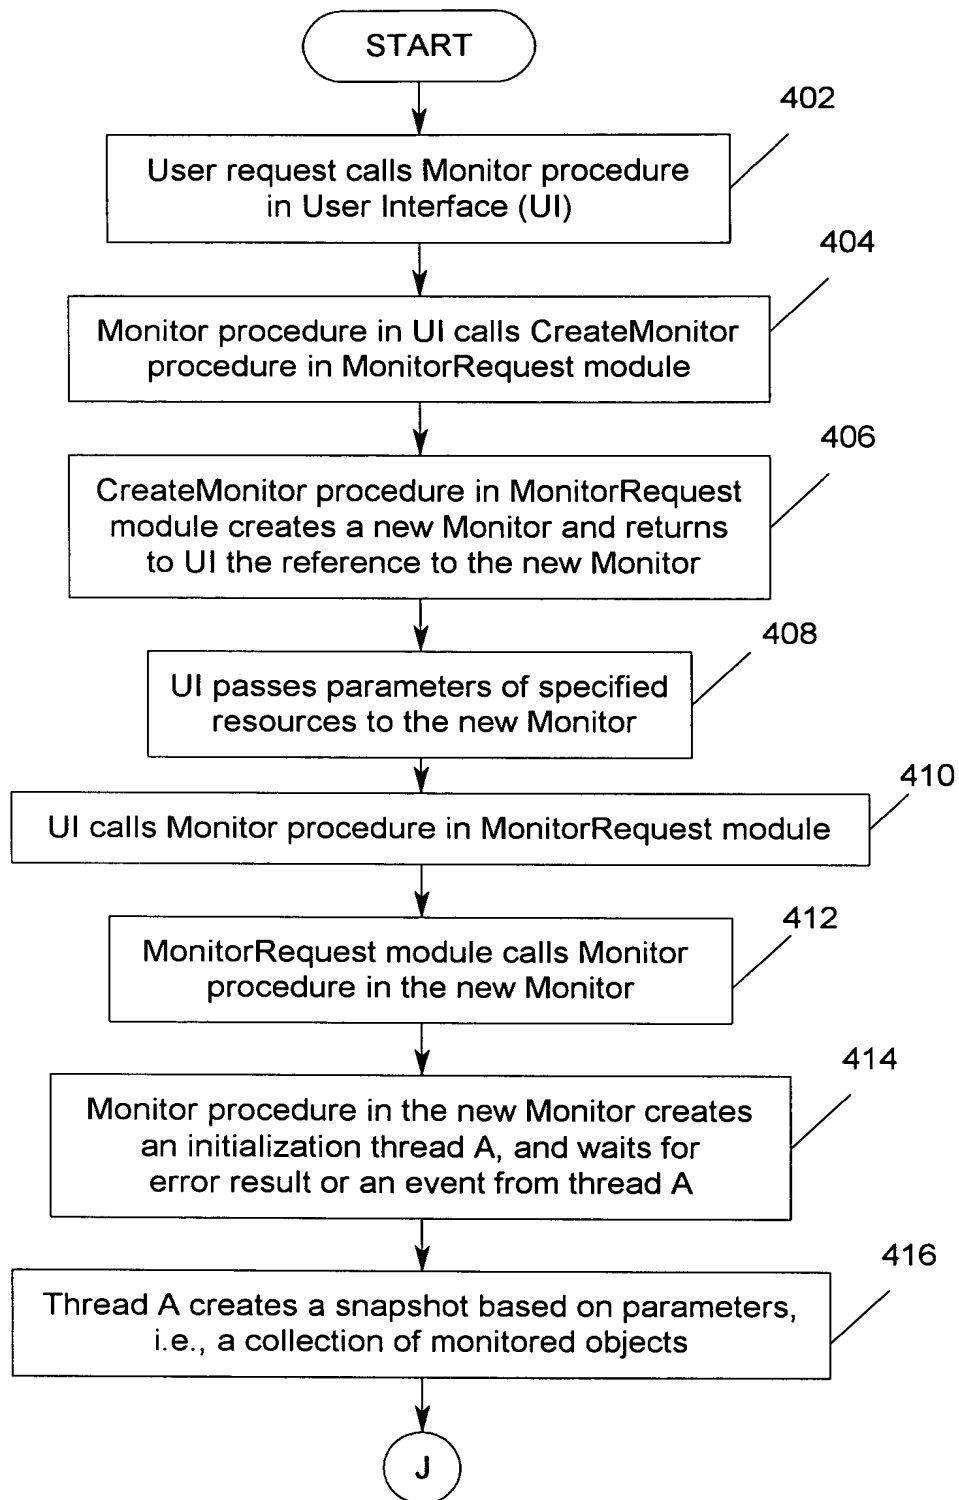 START
402
User request calls Monitor procedure
in User Interface (UI)
404
Monitor procedure in UI calls CreateMonitor
procedure in MonitorRequest module
406
CreateMonitor procedure in MonitorRequest
module creates a new Monitor and returns
to UI the reference to the new Monitor
408
UI passes parameters of specified
resources to the new Monitor
410
UI calls Monitor procedure in MonitorRequest module
412
MonitorRequest module calls Monitor
procedure in the new Monitor
414
Monitor procedure in the new Monitor creates
an initialization thread A, and waits for
error result or an event from thread A
416
Thread A creates a snapshot based on parameters,
i.e., a collection of monitored objects
J